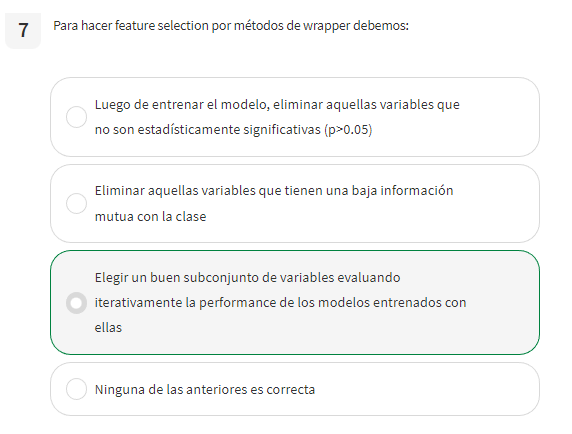 7
Para hacer feature selection por métodos de wrapper debemos:
Luego de entrenar el modelo, eliminar aquellas variables que
no son estadísticamente significativas (p>0.05)
Eliminar aquellas variables que tienen una baja información
mutua con la clase
Elegir un buen subconjunto de variables evaluando
iterativamente la performance de los modelos entrenados con
ellas
Ninguna de las anteriores es correcta